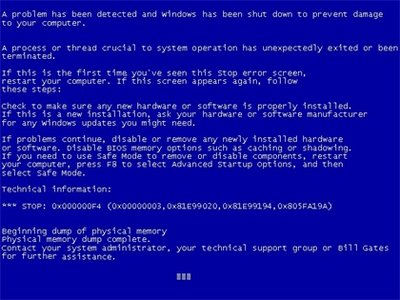 A problem has been detected and Windows has been shut down to prevent damage
to your computer.
A process or thread crucial to system operation has unexpectedly exited or been
terminated.
If this is the first time you've seen this Stop error screen,
restart your computer. If this screen appears again, follow
these steps:
Check to make sure any new hardware or software is properly installed.
If this is a new installation, ask your hardware or software manufacturer
for any Windows updates you might need.
If problems continue, disable or remove any newly installed hardware
or software. Disable BIOS memory options such as caching or shadowing.
If you need to use Safe Mode to remove or disable components, restart
your computer, press F8 to select Advanced Startup Options, and then
select Safe Mode.
Technical information:
*** STOP: 0x000000F4 (0x00000003,0x81E99020,0x81E99194,0x805FA19A)
Beginning dump of physical memory
Physical memory dump complete.
Contact your system administrator, your technical support group or Bill Gates
for further assistance.